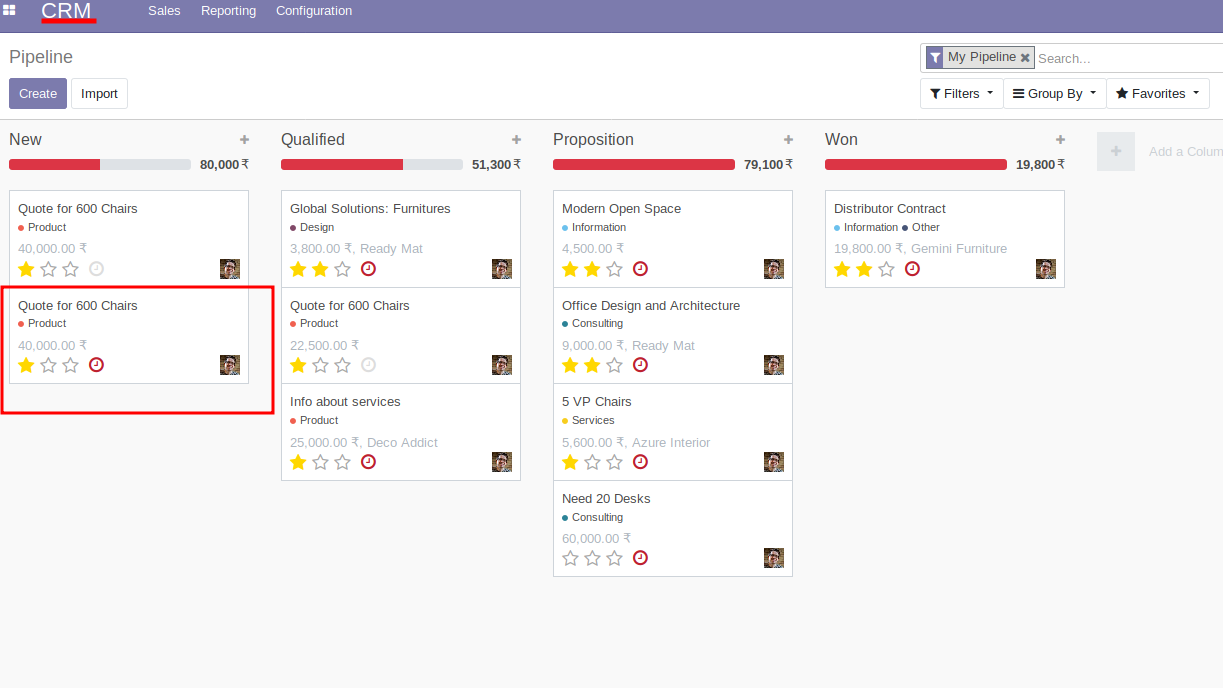 CRM Sales Reporting Configuration
Pipeline
My Pipeline Search...
Create Import
Filters Group By Favorites
New
80,000 ₹
Quote for 600 Chairs
Product
40,000.00 ₹
Quote for 600 Chairs
Product
40,000.00 ₹
Qualified
51,300 ₹
Global Solutions: Furnitures
Design
3,800.00 ₹, Ready Mat
Quote for 600 Chairs
Product
22,500.00 ₹
Info about services
Product
25,000.00 ₹, Deco Addict
Proposition
79,100 ₹
Modern Open Space
Information
4,500.00 ₹
Office Design and Architecture
Consulting
9,000.00 ₹, Ready Mat
5 VP Chairs
Services
5,600.00 ₹, Azure Interior
Need 20 Desks
Consulting
60,000.00 ₹
Won
19,800 ₹
Distributor Contract
Information Other
19,800.00 ₹, Gemini Furniture
Add a Colum